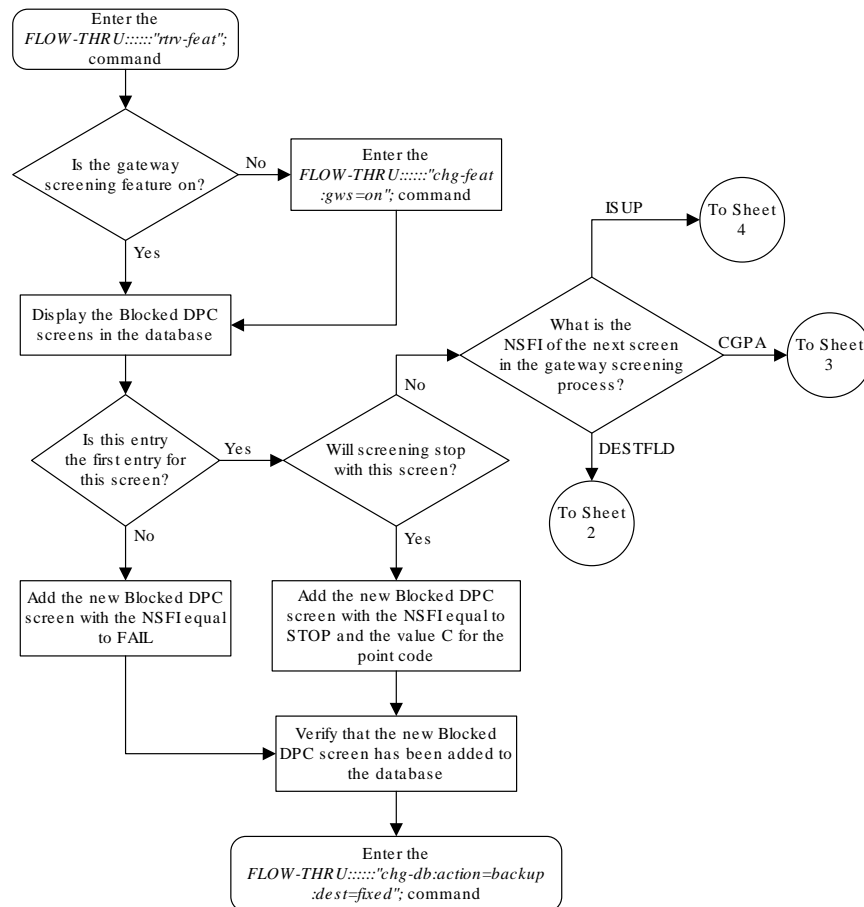 Enter the
FLOW-THRU::::::"rtrv-feat";
command
Is the gateway
screening feature on?
No
Enter the
FLOW-THRU::::::"chg-feat
:gws=on"; command
Yes
Display the Blocked DPC
screens in the database
Is this entry
the first entry for
this screen?
Yes
No
Will screening stop
with this screen?
No
Yes
What is the
NSFI of the next screen
in the gateway screening
process?
ISUP
To Sheet
4
CGPA
To Sheet
3
DESTFLD
To Sheet
2
Add the new Blocked DPC
screen with the NSFI equal
to FAIL
Add the new Blocked DPC
screen with the NSFI equal to
STOP and the value C for the
point code
Verify that the new Blocked
DPC screen has been added to
the database
Enter the
FLOW-THRU::::::"chg-db:action=backup
:dest=fixed"; command